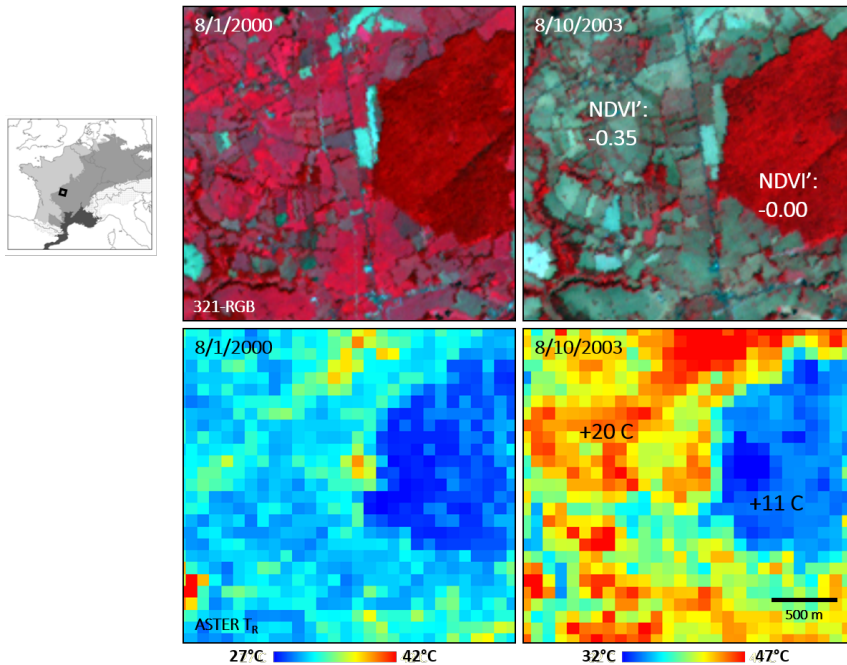 8/1/2000
8/10/2003
NDVI’:
-0.35
NDVI’:
-0.00
321-RGB
8/1/2000
8/10/2003
+20 C
+11 C
500 m
ASTER T_R
27°C
42°C
32°C
47°C